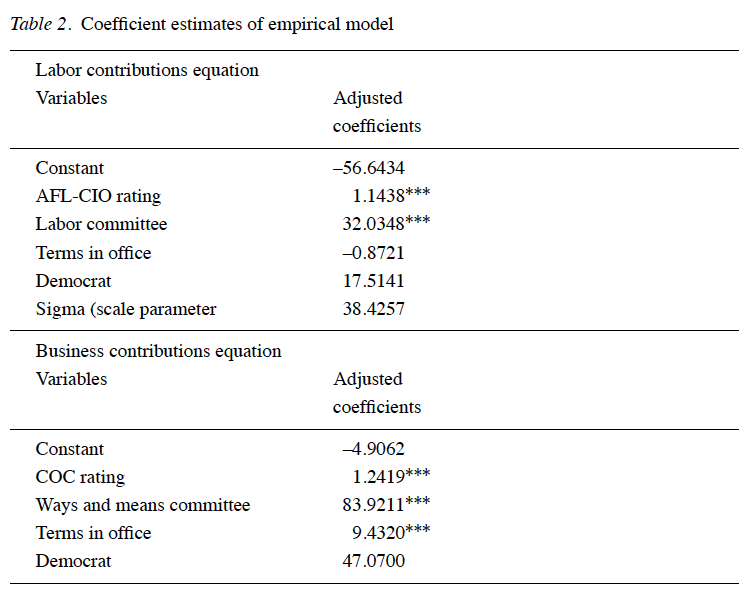 Table 2. Coefficient estimates of empirical model
Labor contributions equation
Variables Adjusted
coefficients
Constant –56.6434
AFL-CIO rating 1.1438***
Labor committee 32.0348***
Terms in office –0.8721
Democrat 17.5141
Sigma (scale parameter 38.4257
Business contributions equation
Variables Adjusted
coefficients
Constant –4.9062
COC rating 1.2419***
Ways and means committee 83.9211***
Terms in office 9.4320***
Democrat 47.0700